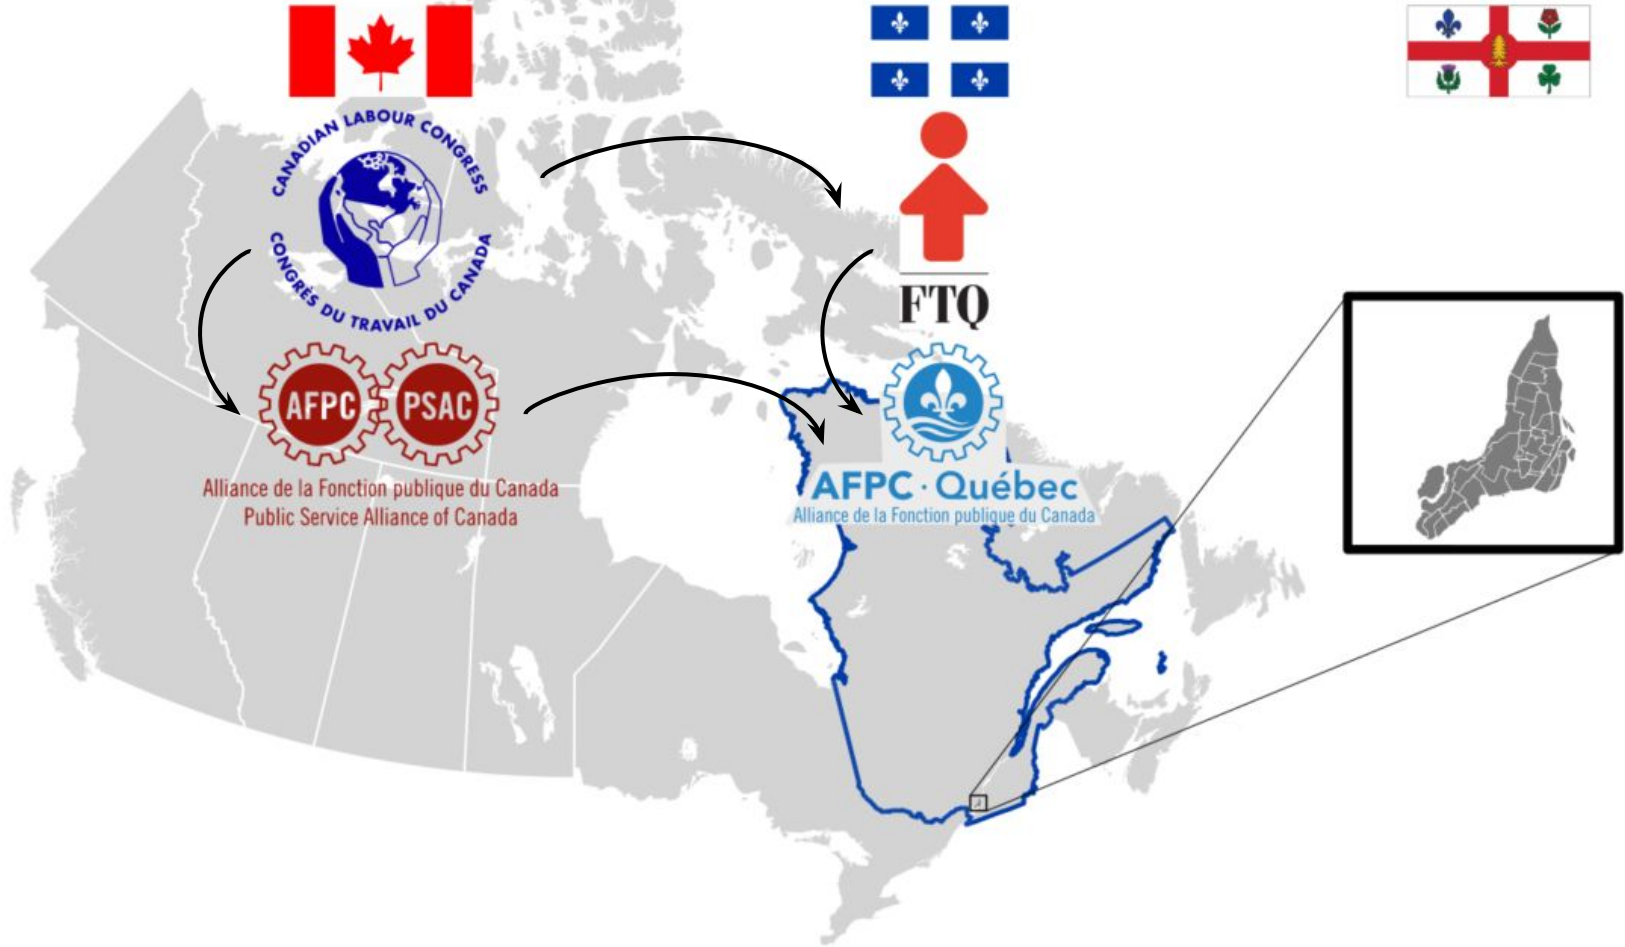 CANADIAN LABOUR CONGRESS
CONGRÈS DU TRAVAIL DU CANADA
FTQ
AFPC PSAC
Alliance de la Fonction publique du Canada
Public Service Alliance of Canada
AFPC · Québec
Alliance de la Fonction publique du Canada